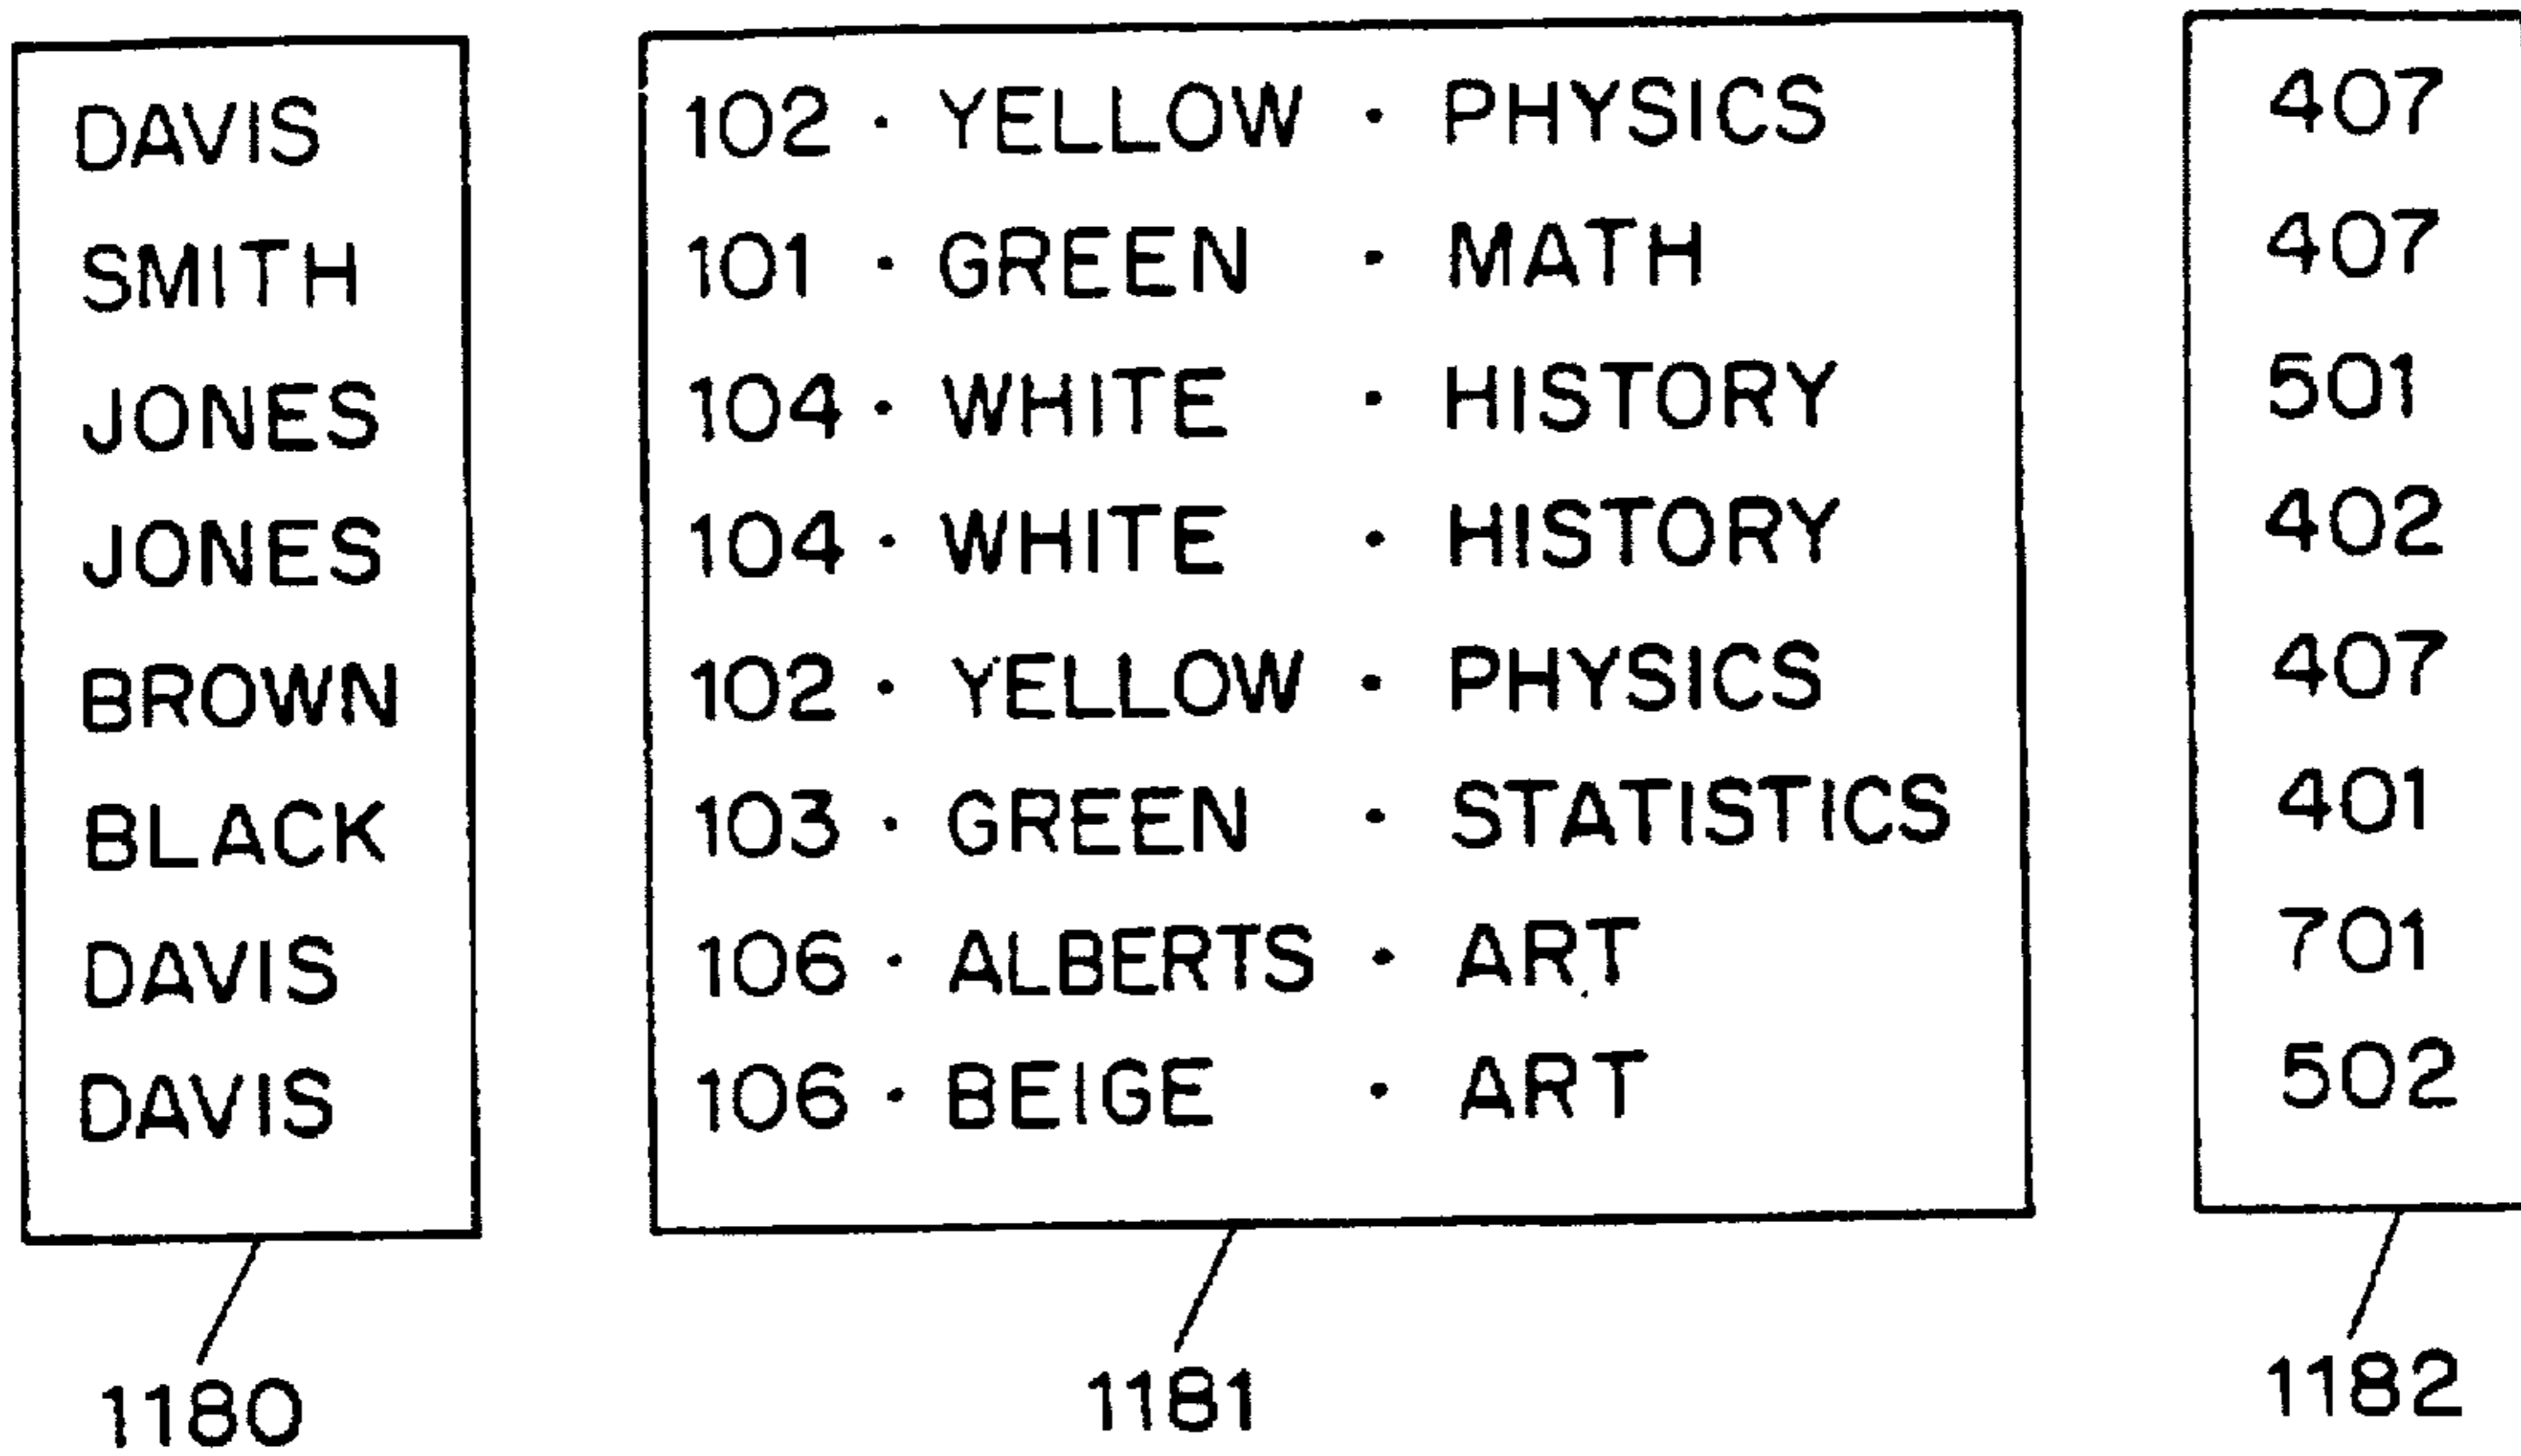 DAVIS 102 · YELLOW · PHYSICS 407
SMITH 101 · GREEN · MATH 407
JONES 104 · WHITE · HISTORY 501
JONES 104 · WHITE · HISTORY 402
BROWN 102 · YELLOW · PHYSICS 407
BLACK 103 · GREEN · STATISTICS 401
DAVIS 106 · ALBERTS · ART 701
DAVIS 106 · BEIGE · ART 502
1180 1181 1182